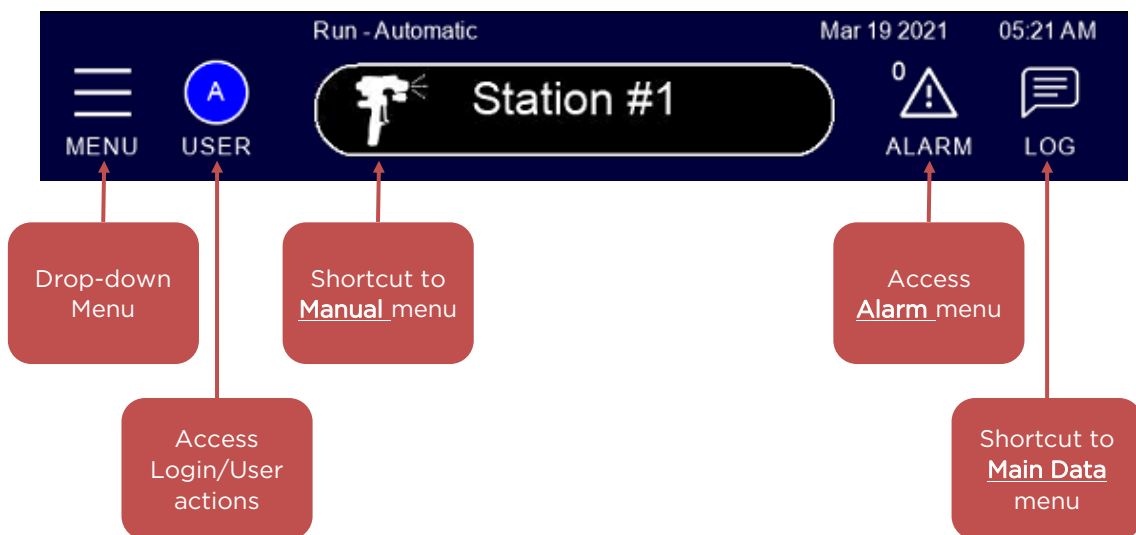 Run - Automatic
Mar 19 2021
05:21 AM
A
Station #1
0
MENU
USER
ALARM
LOG
Drop-down
Menu
Shortcut to
Manual menu
Access
Alarm menu
Access
Login/User
actions
Shortcut to
Main Data
menu